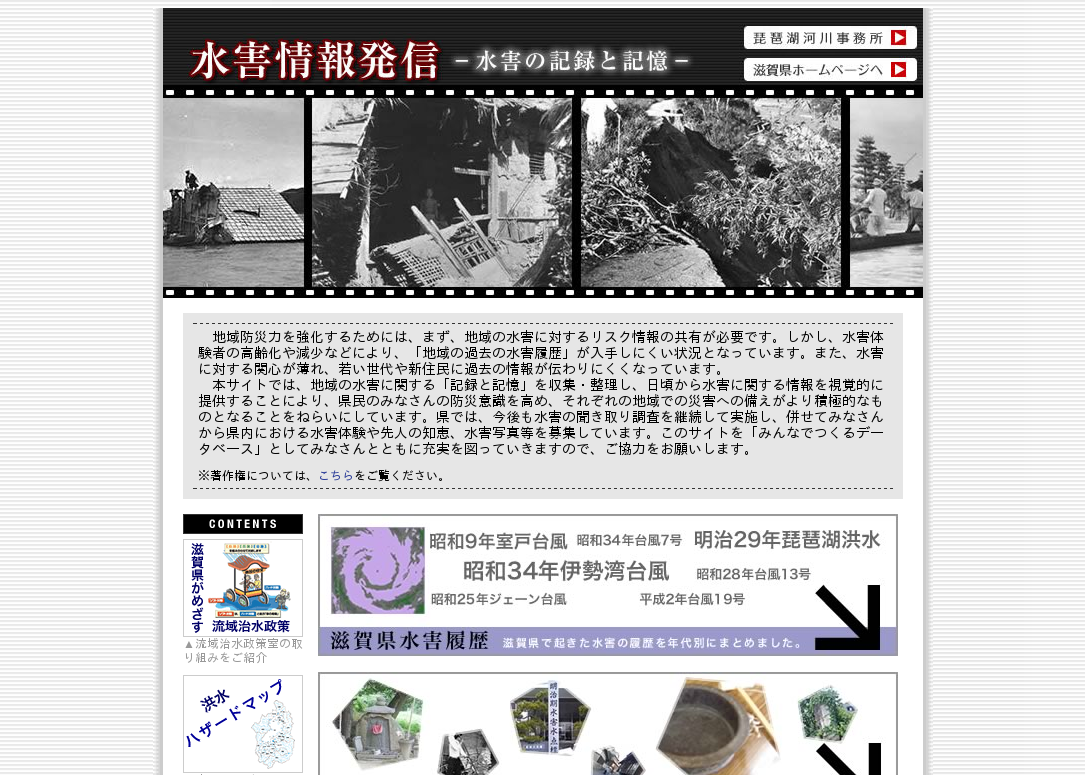 水害情報発信 －水害の記録と記憶－
琵琶湖河川事務所
滋賀県ホームページへ
地域防災力を強化するためには、まず、地域の水害に対するリスク情報の共有が必要です。しかし、水害体
験者の高齢化や減少などにより、「地域の過去の水害履歴」が入手しにくい状況となっています。また、水害
に対する関心が薄れ、若い世代や新住民に過去の情報が伝わりにくくなっています。
本サイトでは、地域の水害に関する「記録と記憶」を収集・整理し、日頃から水害に関する情報を視覚的に
提供することにより、県民のみなさんの防災意識を高め、それぞれの地域での災害への備えがより積極的なも
のとなることをねらいにしています。県では、今後も水害の聞き取り調査を継続して実施し、併せてみなさん
から県内における水害体験や先人の知恵、水害写真等を募集しています。このサイトを「みんなでつくるデー
タベース」としてみなさんとともに充実を図っていきますので、ご協力をお願いします。
※著作権については、こちらをご覧ください。
CONTENTS
滋賀県がめざす
流域治水政策
▲流域治水政策室の取
り組みをご紹介
洪水
ハザードマップ
昭和9年室戸台風 昭和34年台風7号 明治29年琵琶湖洪水
昭和34年伊勢湾台風 昭和28年台風13号
昭和25年ジェーン台風 平成2年台風19号
滋賀県水害履歴 滋賀県で起きた水害の履歴を年代別にまとめました。